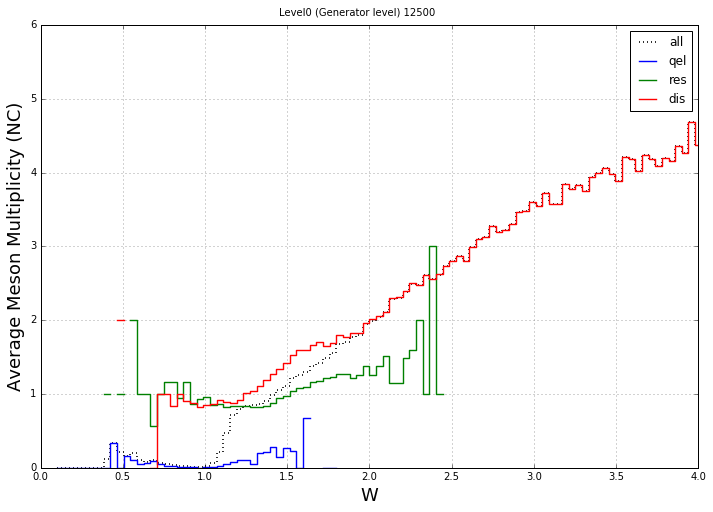 Level0 (Generator level) 12500
Average Meson Multiplicity (NC)
6
5
4
3
2
1
0
all
qel
res
dis
0.0 0.5 1.0 1.5 2.0 2.5 3.0 3.5 4.0
W